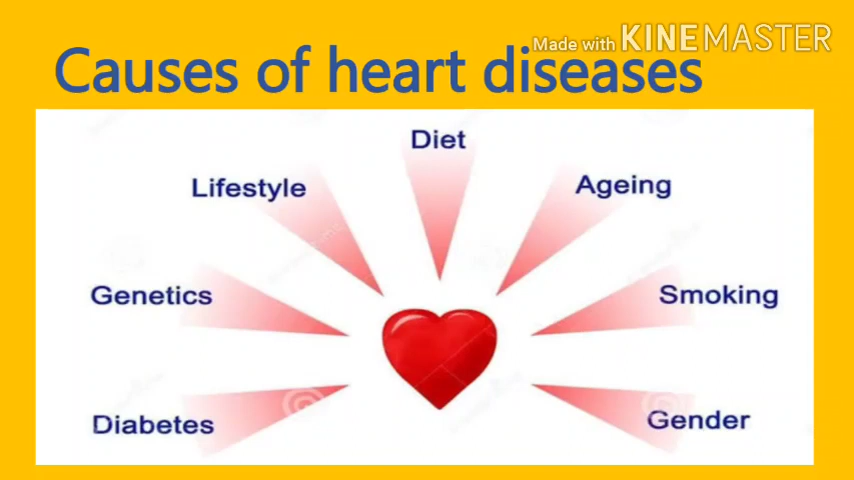 Made with KINEMASTER
Causes of heart diseases
Diet
Lifestyle
Ageing
Genetics
Smoking
Diabetes
Gender